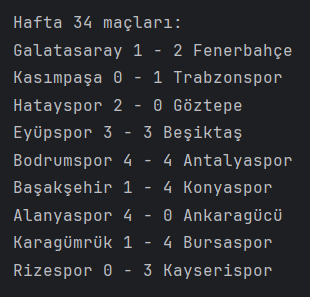 Hafta 34 maçları:
Galatasaray 1 - 2 Fenerbahçe
Kasımpaşa 0 - 1 Trabzonspor
Hatayspor 2 - 0 Göztepe
Eyüpspor 3 - 3 Beşiktaş
Bodrumspor 4 - 4 Antalyaspor
Başakşehir 1 - 4 Konyaspor
Alanyaspor 4 - 0 Ankaragücü
Karagümrük 1 - 4 Bursaspor
Rizespor 0 - 3 Kayserispor